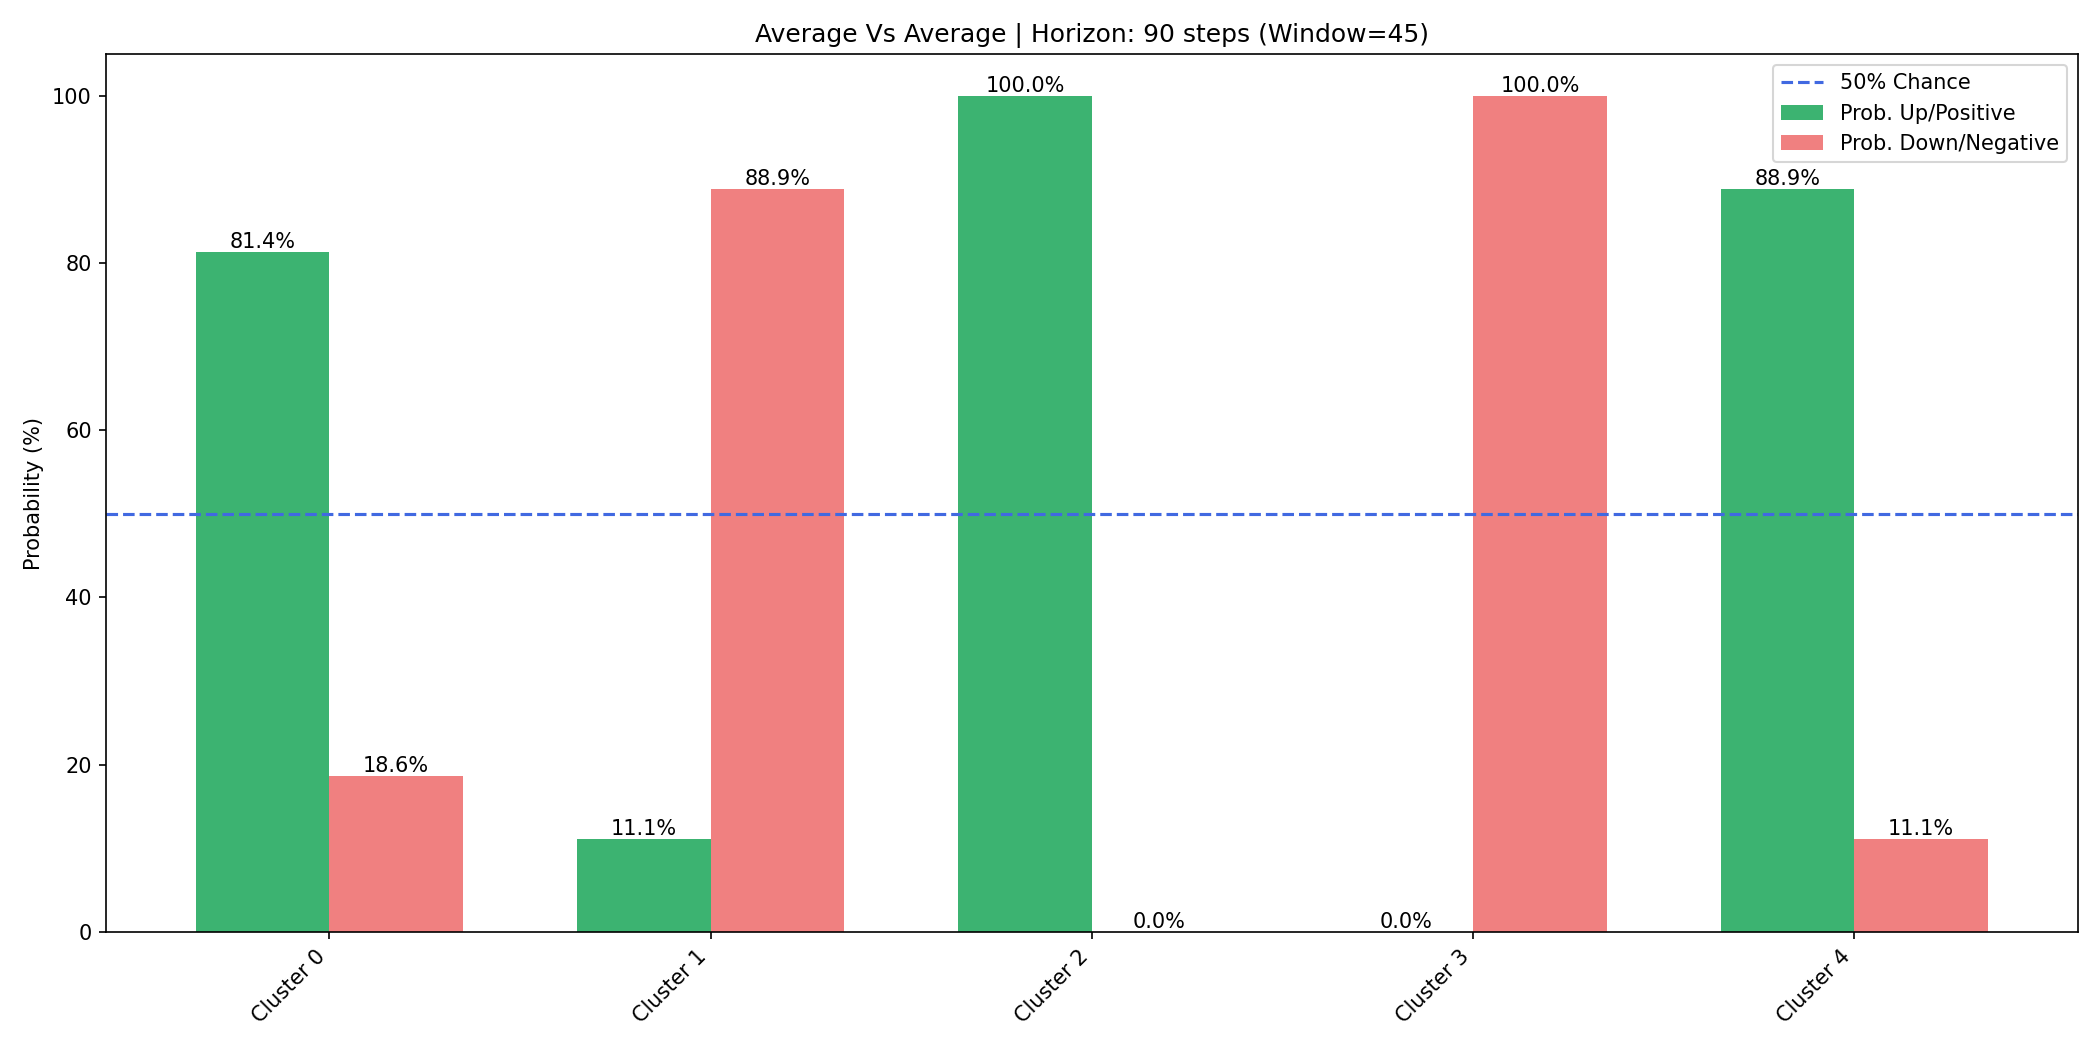 Average Vs Average | Horizon: 90 steps (Window=45)
50% Chance
Prob. Up/Positive
Prob. Down/Negative
Probability (%)
100
80
60
40
20
0
81.4%
18.6%
11.1%
88.9%
100.0%
0.0%
0.0%
100.0%
88.9%
11.1%
Cluster 0
Cluster 1
Cluster 2
Cluster 3
Cluster 4